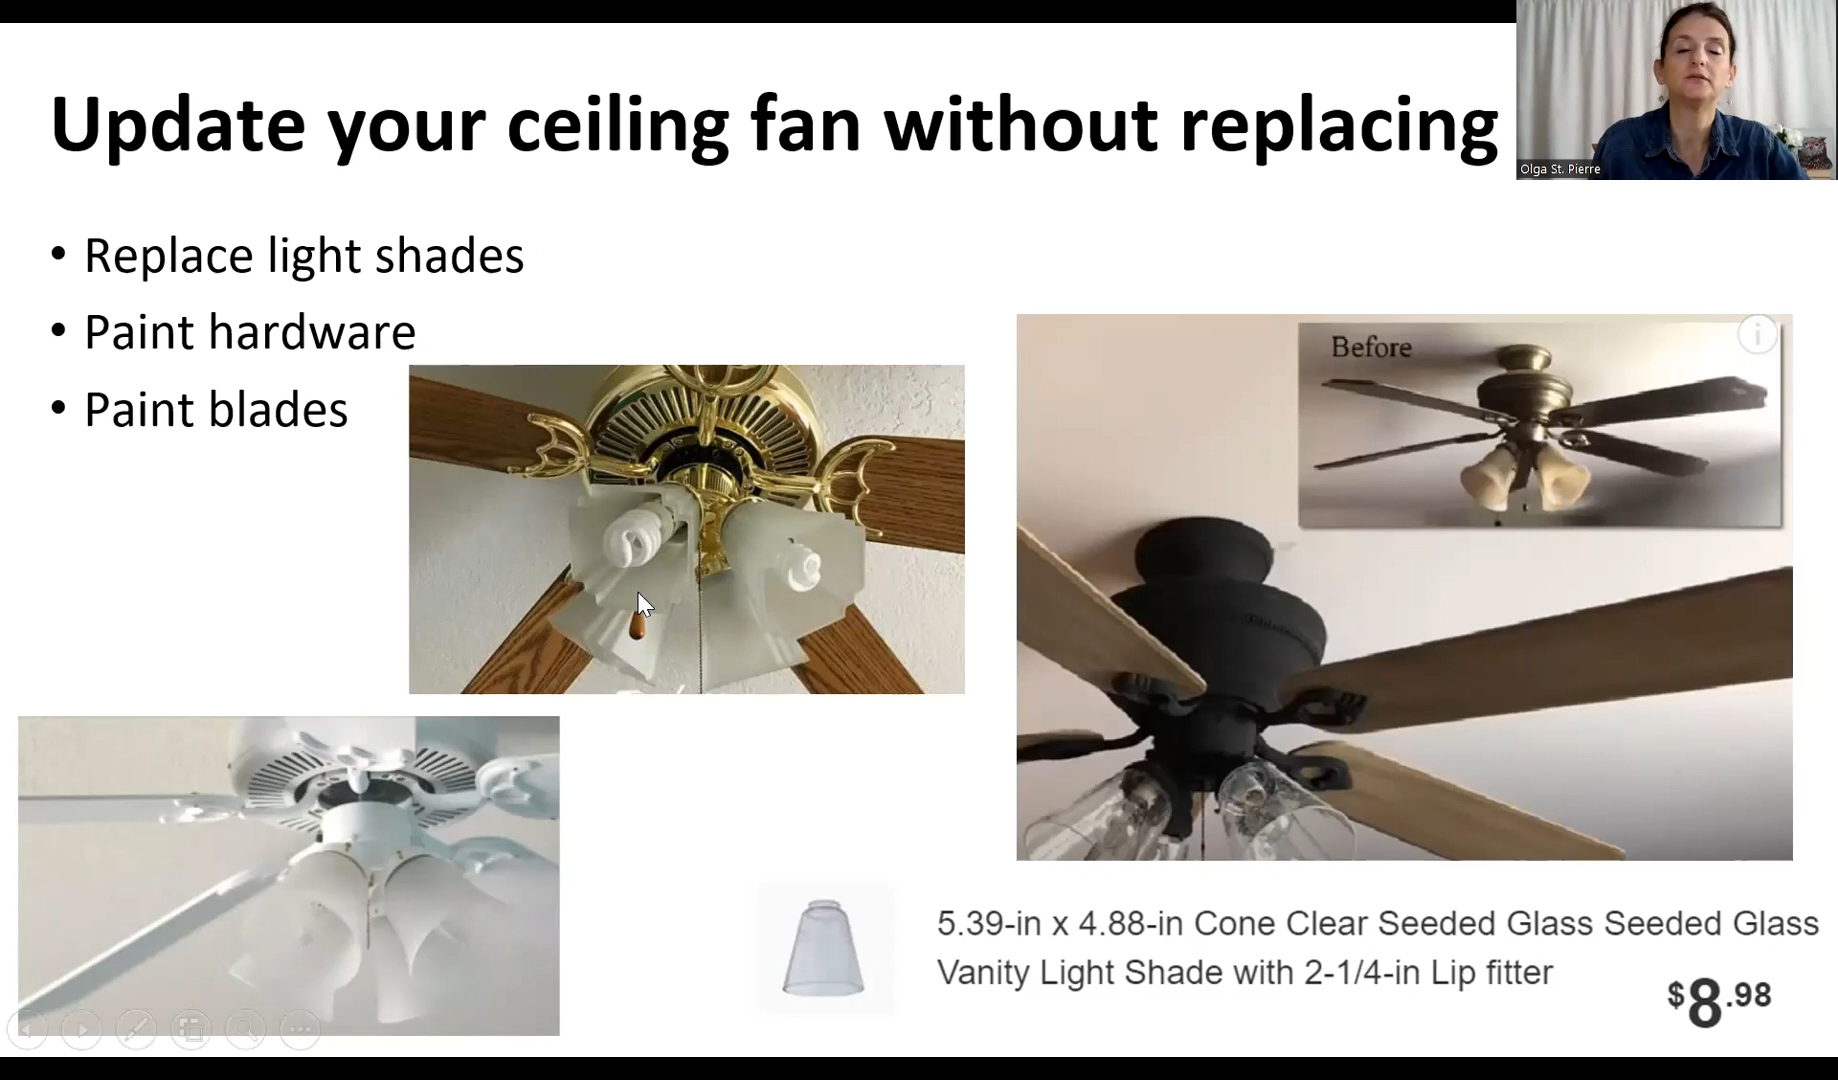 Update your ceiling fan without replacing
Olga St. Pierre
• Replace light shades
• Paint hardware
• Paint blades
Before
i
5.39-in x 4.88-in Cone Clear Seeded Glass Seeded Glass
Vanity Light Shade with 2-1/4-in Lip fitter
$8.98